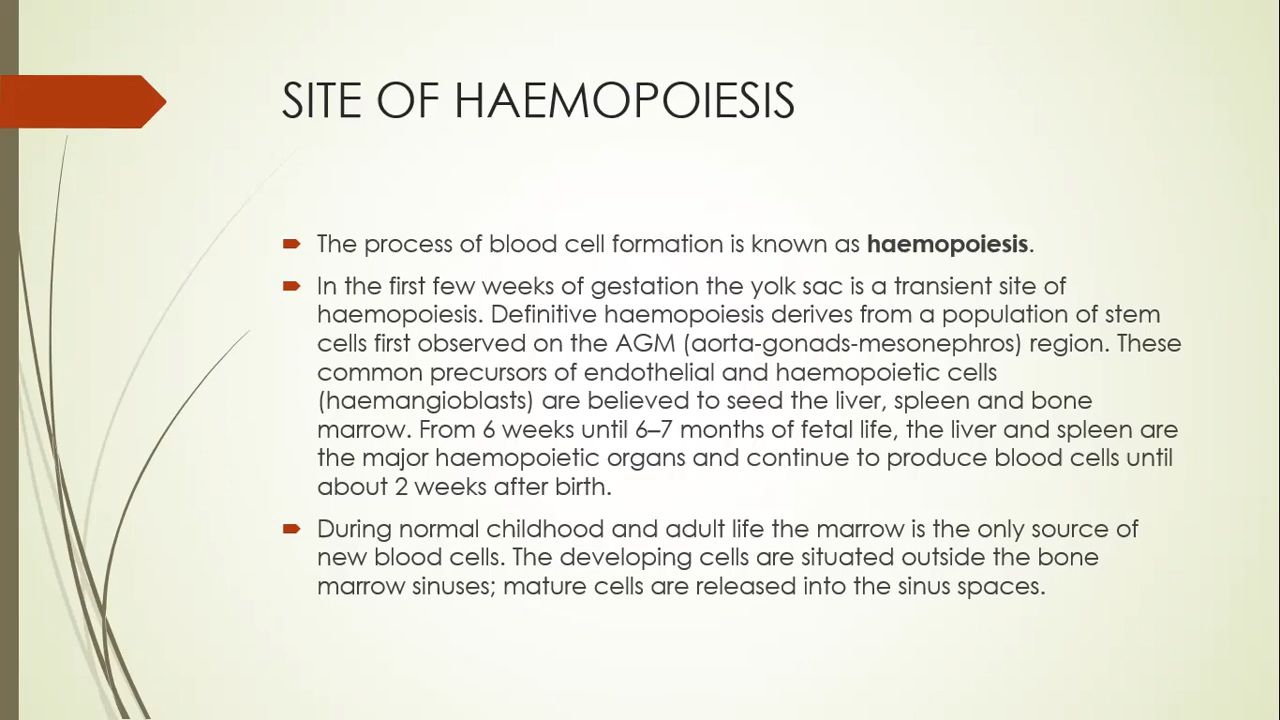 SITE OF HAEMOPOIESIS
The process of blood cell formation is known as haemopoiesis.
In the first few weeks of gestation the yolk sac is a transient site of
haemopoiesis. Definitive haemopoiesis derives from a population of stem
cells first observed on the AGM (aorta-gonads-mesonephros) region. These
common precursors of endothelial and haemopoietic cells
(haemangioblasts) are believed to seed the liver, spleen and bone
marrow. From 6 weeks until 6–7 months of fetal life, the liver and spleen are
the major haemopoietic organs and continue to produce blood cells until
about 2 weeks after birth.
During normal childhood and adult life the marrow is the only source of
new blood cells. The developing cells are situated outside the bone
marrow sinuses; mature cells are released into the sinus spaces.